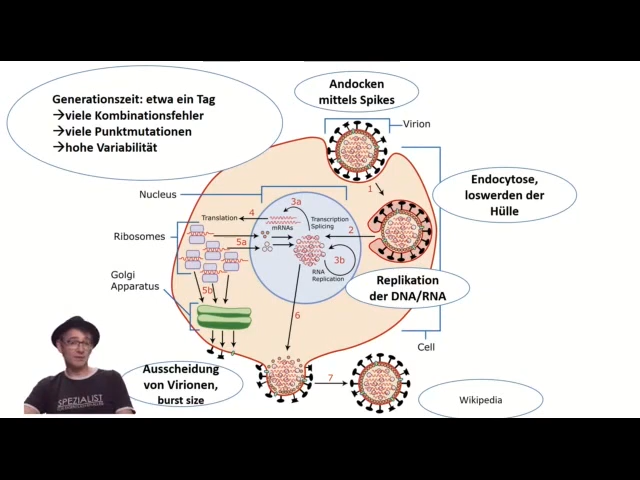 Generationszeit: etwa ein Tag
→viele Kombinationsfehler
→viele Punktmutationen
→hohe Variabilität
Andocken
mittels Spikes
Virion
1
Endocytose,
loswerden der
Hülle
Nucleus
3a
4
Translation
mRNAs
Transcription
Splicing
2
Ribosomes
5a
3b
RNA
Replication
Replikation
der DNA/RNA
Golgi
Apparatus
5b
6
Cell
Ausscheidung
von Virionen,
burst size
7
Wikipedia
SPEZIALIST